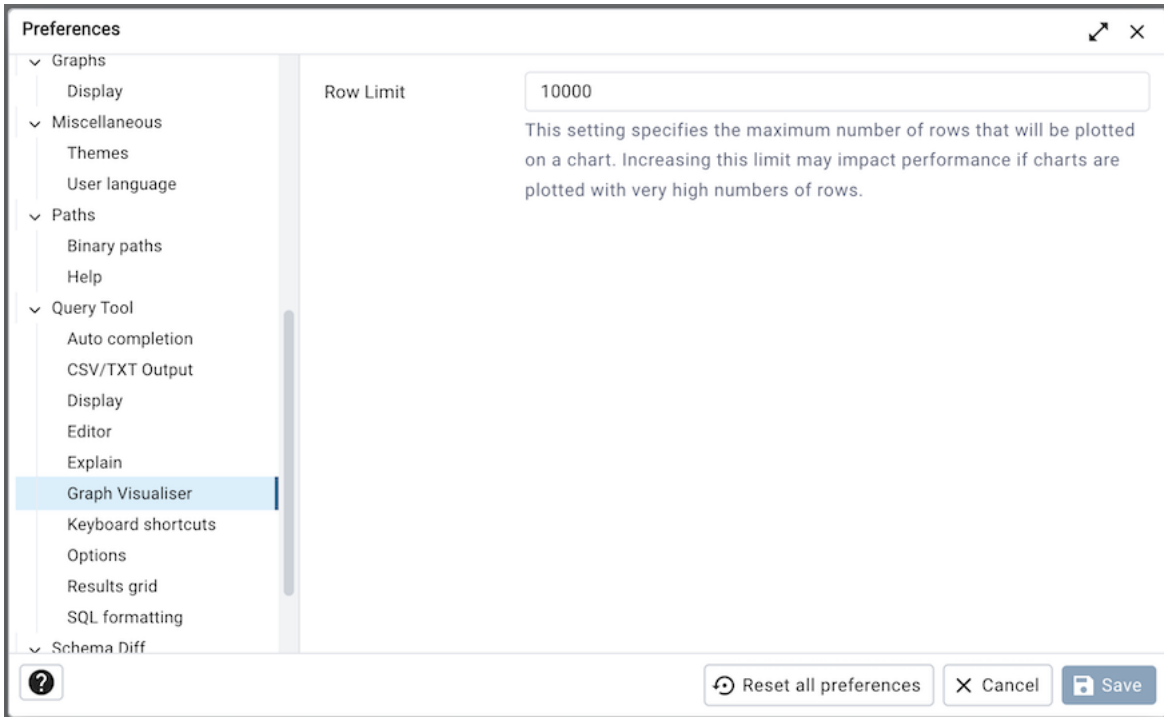 Preferences
Graphs
Display
Miscellaneous
Themes
User language
Paths
Binary paths
Help
Query Tool
Auto completion
CSV/TXT Output
Display
Editor
Explain
Graph Visualiser
Keyboard shortcuts
Options
Results grid
SQL formatting
Schema Diff
Row Limit
10000
This setting specifies the maximum number of rows that will be plotted
on a chart. Increasing this limit may impact performance if charts are
plotted with very high numbers of rows.
Reset all preferences
Cancel
Save